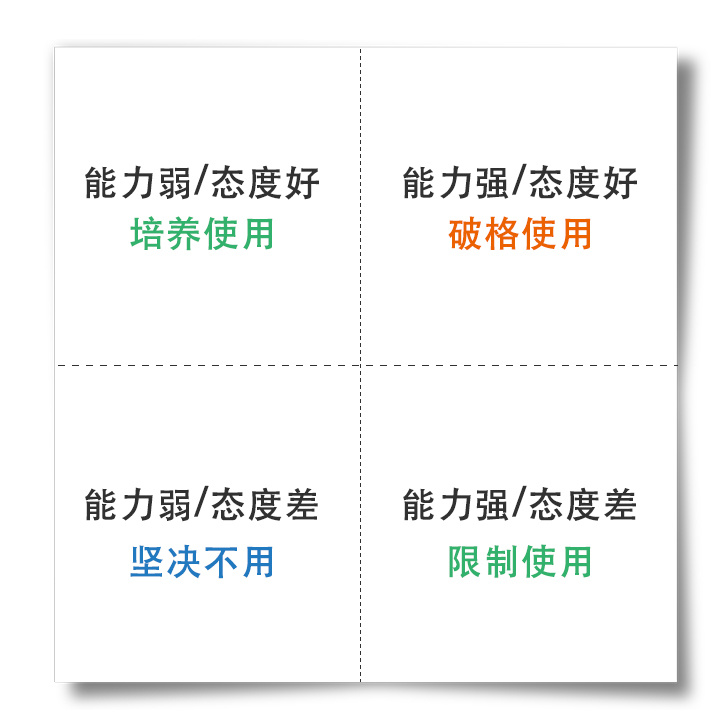 能力弱/态度好
培养使用
能力强/态度好
破格使用
能力弱/态度差
坚决不用
能力强/态度差
限制使用